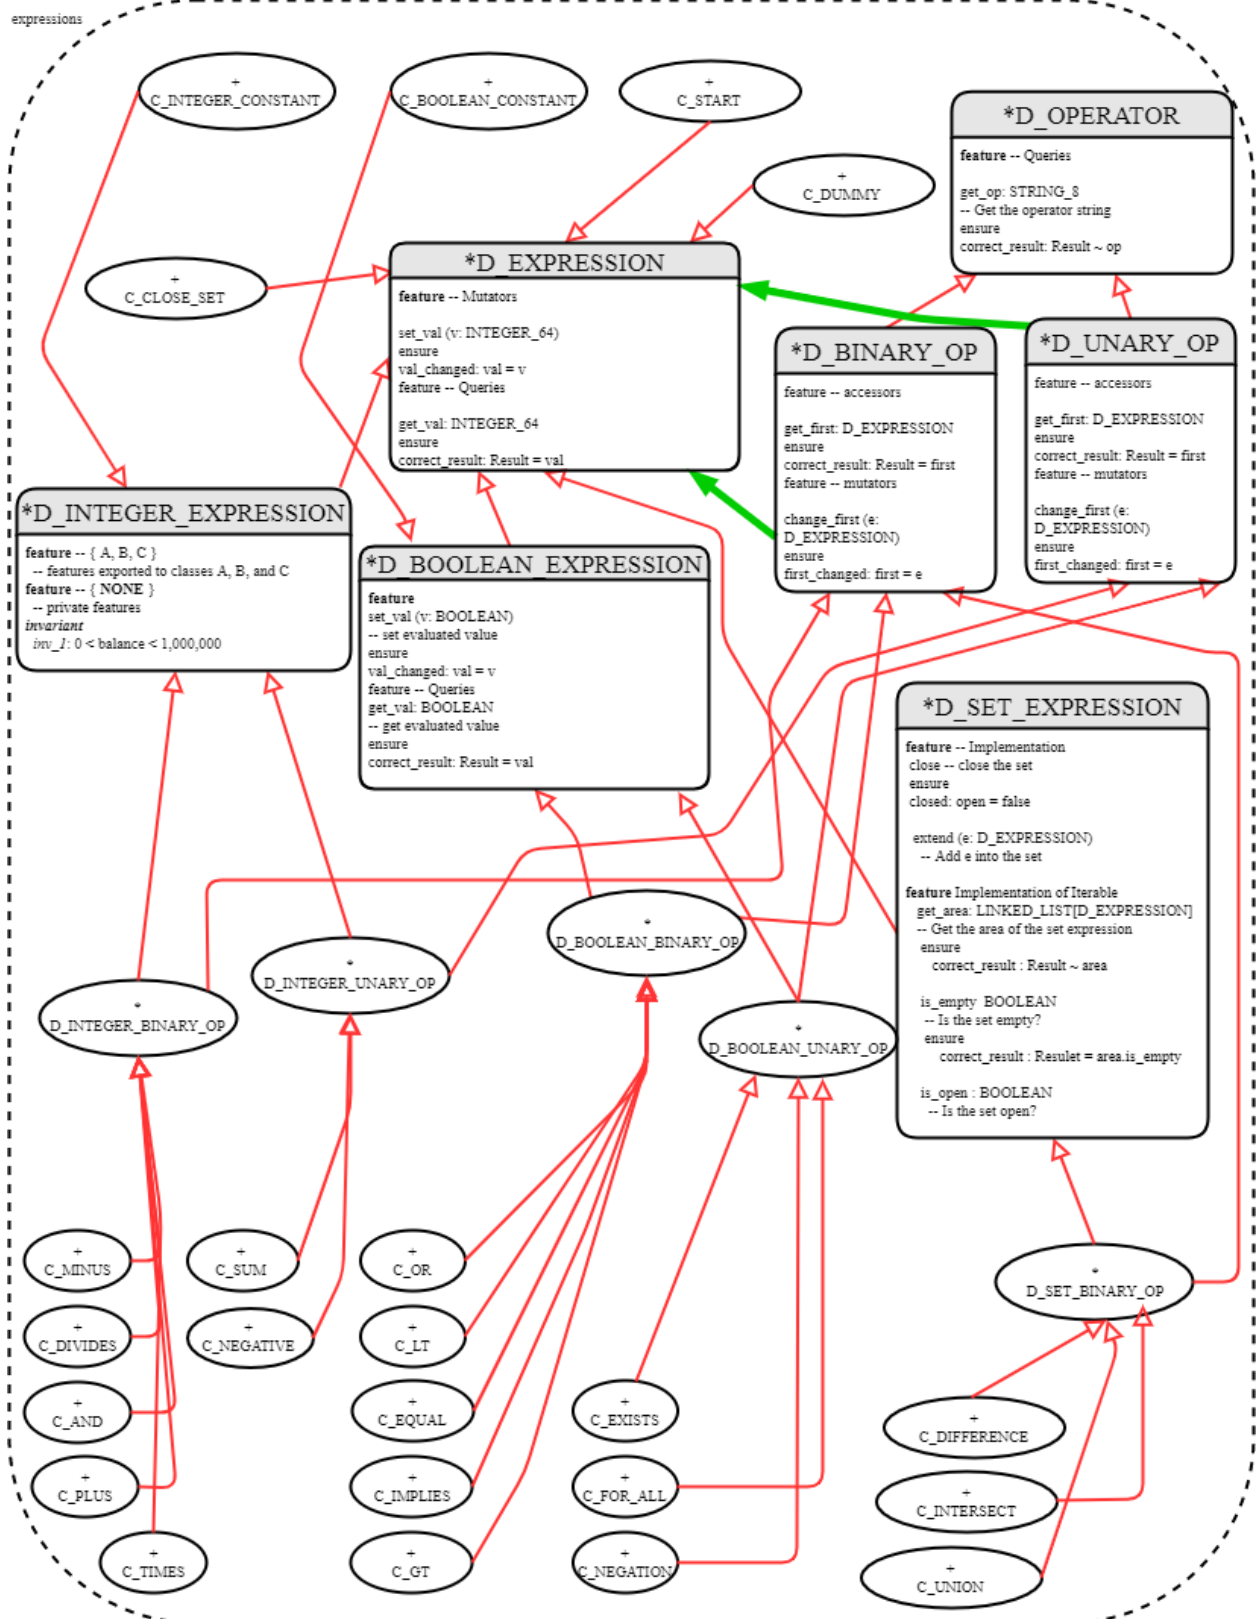 expressions
+
C_INTEGER_CONSTANT
+
C_BOOLEAN_CONSTANT
+
C_START
+
C_DUMMY
+
C_CLOSE_SET
*D_OPERATOR
feature -- Queries
get_op: STRING_8
-- Get the operator string
ensure
correct_result: Result ~ op
*D_EXPRESSION
feature -- Mutators
set_val (v: INTEGER_64)
ensure
val_changed: val = v
feature -- Queries
get_val: INTEGER_64
ensure
correct_result: Result = val
*D_BINARY_OP
feature -- accessors
get_first: D_EXPRESSION
ensure
correct_result: Result = first
feature -- mutators
change_first (e:
D_EXPRESSION)
ensure
first_changed: first = e
*D_UNARY_OP
feature -- accessors
get_first: D_EXPRESSION
ensure
correct_result: Result = first
feature -- mutators
change_first (e:
D_EXPRESSION)
ensure
first_changed: first = e
*D_INTEGER_EXPRESSION
feature -- { A, B, C }
-- features exported to classes A, B, and C
feature -- { NONE }
-- private features
invariant
inv_1: 0 < balance < 1,000,000
*D_BOOLEAN_EXPRESSION
feature
set_val (v: BOOLEAN)
-- set evaluated value
ensure
val_changed: val = v
feature -- Queries
get_val: BOOLEAN
-- get evaluated value
ensure
correct_result: Result = val
*D_SET_EXPRESSION
feature -- Implementation
close -- close the set
ensure
closed: open = false
extend (e: D_EXPRESSION)
-- Add e into the set
feature Implementation of Iterable
get_area: LINKED_LIST[D_EXPRESSION]
-- Get the area of the set expression
ensure
correct_result : Result ~ area
is_empty BOOLEAN
-- Is the set empty?
ensure
correct_result : Resulet = area.is_empty
is_open : BOOLEAN
-- Is the set open?
*
D_INTEGER_BINARY_OP
*
D_INTEGER_UNARY_OP
*
D_BOOLEAN_BINARY_OP
*
D_BOOLEAN_UNARY_OP
*
D_SET_BINARY_OP
+
C_MINUS
+
C_DIVIDES
+
C_AND
+
C_PLUS
+
C_TIMES
+
C_SUM
+
C_NEGATIVE
+
C_OR
+
C_LT
+
C_EQUAL
+
C_IMPLIES
+
C_GT
+
C_EXISTS
+
C_FOR_ALL
+
C_NEGATION
+
C_DIFFERENCE
+
C_INTERSECT
+
C_UNION